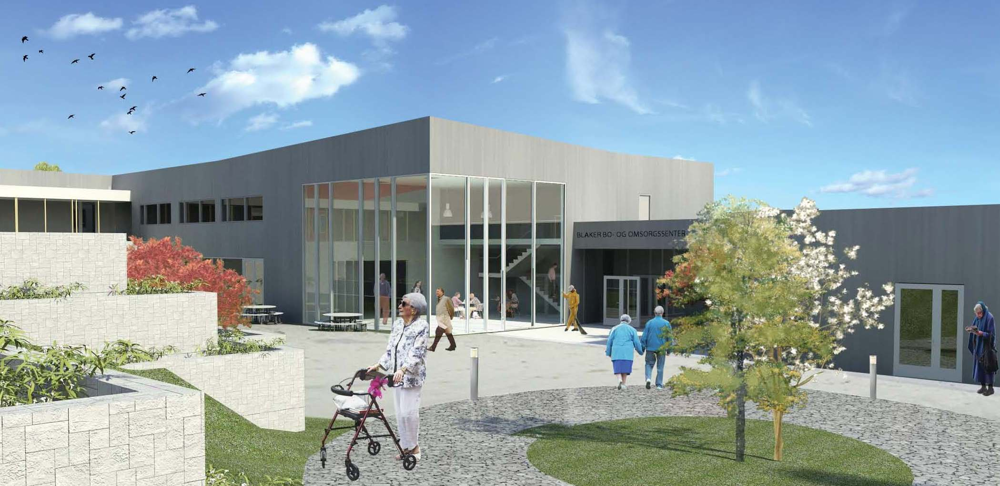 BLAKER BO- OG OMSORGSSENTER